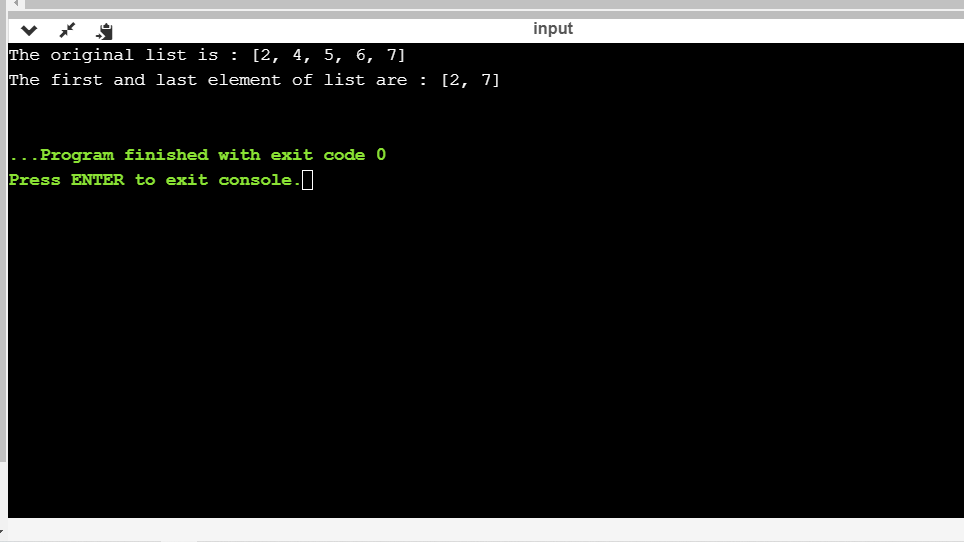 input
The original list is : [2, 4, 5, 6, 7]
The first and last element of list are : [2, 7]
...Program finished with exit code 0
Press ENTER to exit console.